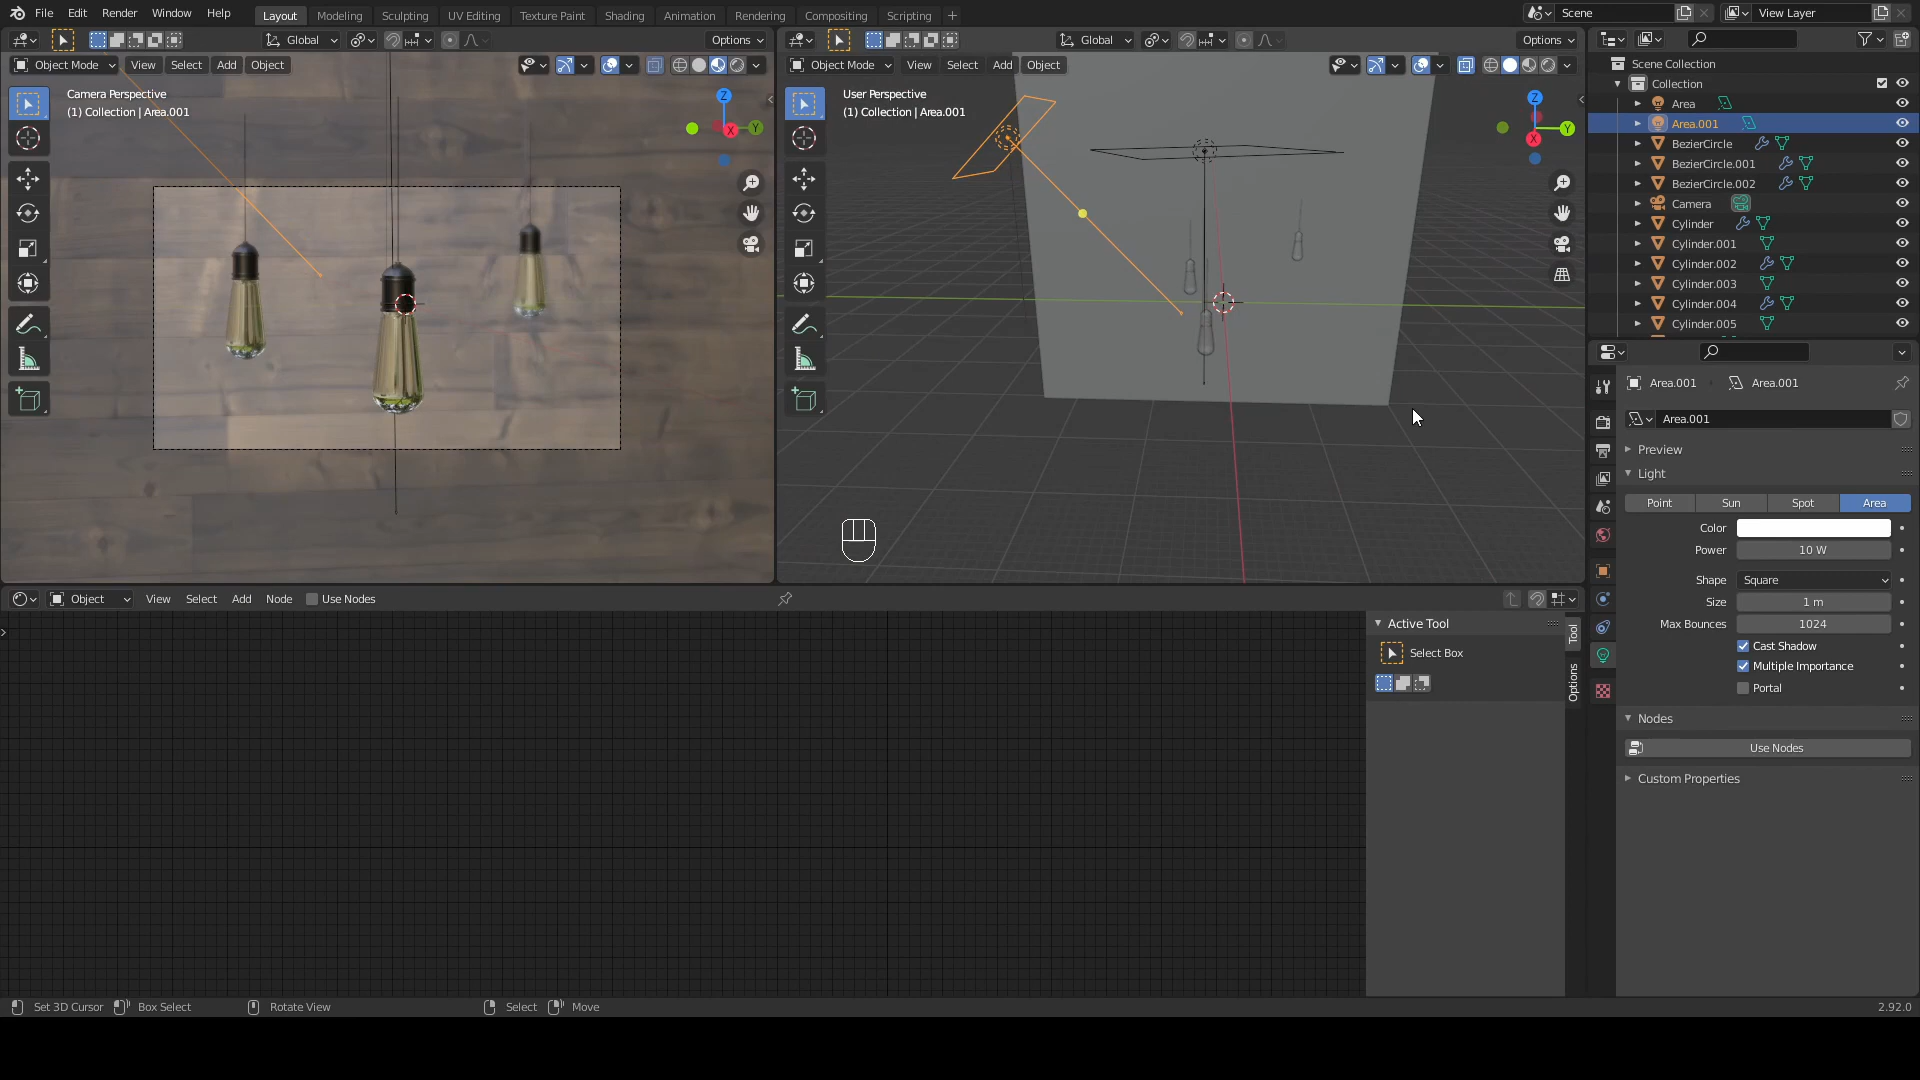 File Edit Render Window Help Layout Modeling Sculpting UV Editing Texture Paint Shading Animation Rendering Compositing Scripting + Scene View Layer
Global Options
Object Mode View Select Add Object
Camera Perspective
(1) Collection | Area.001
Z
X
Y
Global Options
Object Mode View Select Add Object
User Perspective
(1) Collection | Area.001
Z
Y
X
Scene Collection
Collection
Area
Area.001
BezierCircle
BezierCircle.001
BezierCircle.002
Camera
Cylinder
Cylinder.001
Cylinder.002
Cylinder.003
Cylinder.004
Cylinder.005
Area.001 Area.001
Area.001
Preview
Light
Point Sun Spot Area
Color
Power 10 W
Shape Square
Size 1 m
Max Bounces 1024
Cast Shadow
Multiple Importance
Portal
Nodes
Use Nodes
Custom Properties
Object View Select Add Node Use Nodes
Active Tool
Select Box
Tool
Options
Set 3D Cursor Box Select Rotate View Select Move 2.92.0